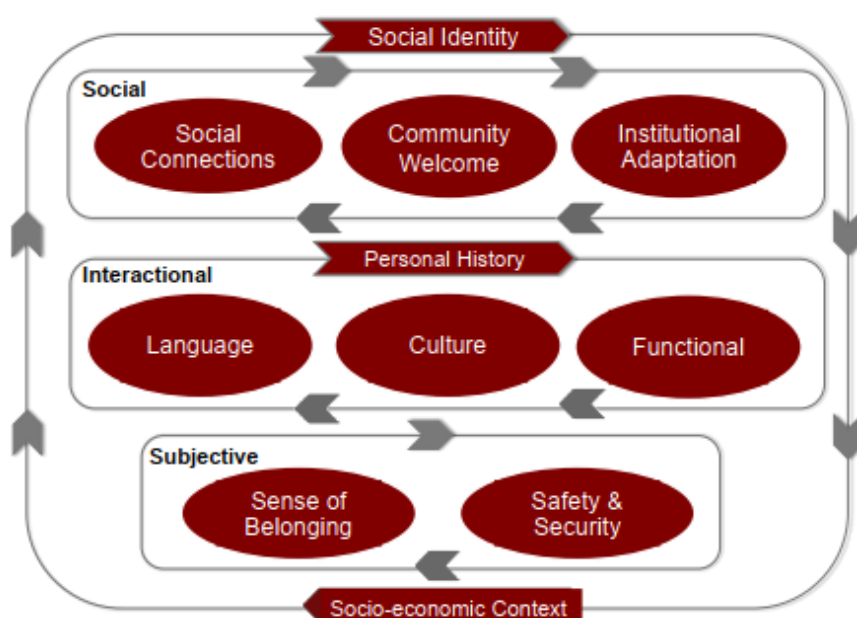 Social Identity
Social
Social
Connections
Community
Welcome
Institutional
Adaptation
Personal History
Interactional
Language
Culture
Functional
Subjective
Sense of
Belonging
Safety &
Security
Socio-economic Context